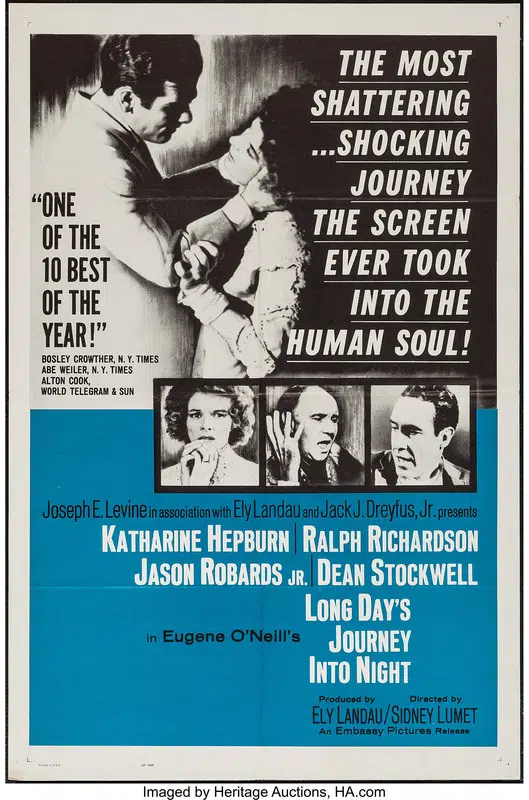 THE MOST
SHATTERING
...SHOCKING
JOURNEY
THE SCREEN
EVER TOOK
INTO THE
HUMAN SOUL!
"ONE
OF THE
10 BEST
OF THE
YEAR!"
BOSLEY CROWTHER, N. Y. TIMES
ABE WEILER, N. Y. TIMES
ALTON COOK,
WORLD TELEGRAM & SUN
Joseph E. Levine in association with Ely Landau and Jack J. Dreyfus, Jr. presents
KATHARINE HEPBURN | RALPH RICHARDSON
JASON ROBARDS JR. | DEAN STOCKWELL
in Eugene O'Neill's
LONG DAY'S
JOURNEY
INTO NIGHT
Produced by Directed by
ELY LANDAU/SIDNEY LUMET
An Embassy Pictures Release
Imaged by Heritage Auctions, HA.com